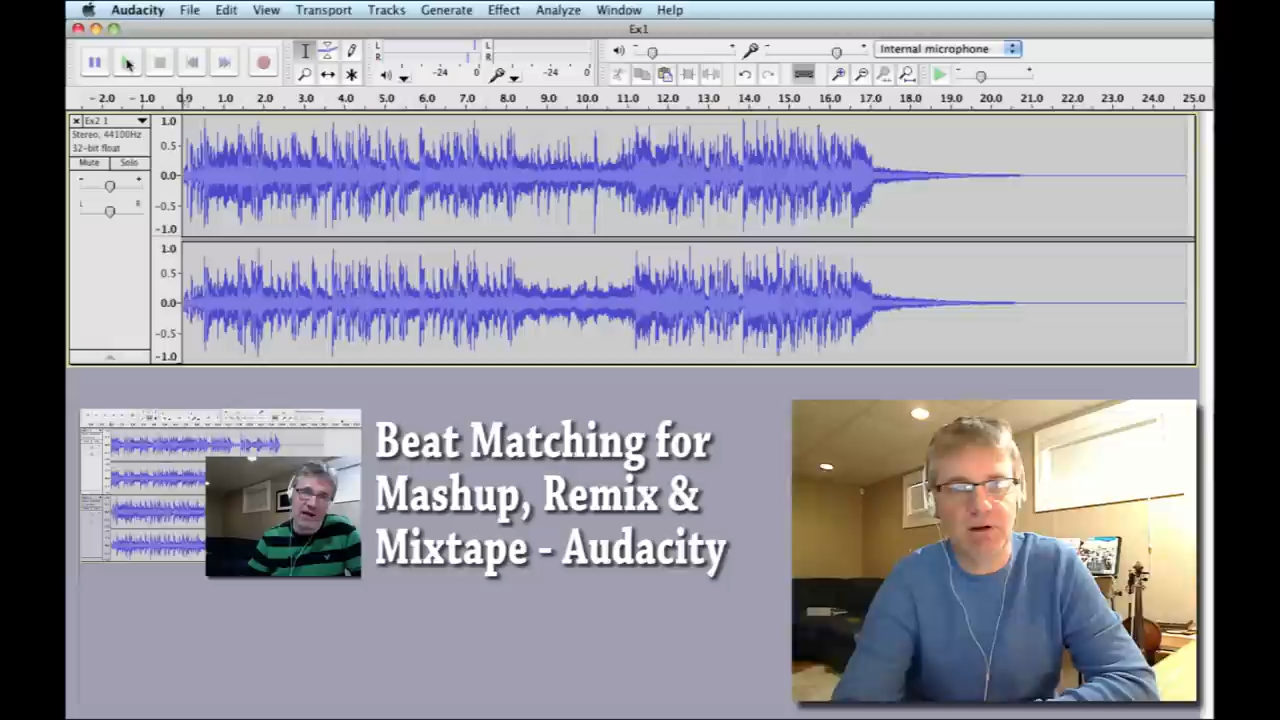 Audacity File Edit View Transport Tracks Generate Effect Analyze Window Help
Ex1
L
R
L
R
-24 0
-24 0
Internal microphone
-2.0 -1.0 0.0 1.0 2.0 3.0 4.0 5.0 6.0 7.0 8.0 9.0 10.0 11.0 12.0 13.0 14.0 15.0 16.0 17.0 18.0 19.0 20.0 21.0 22.0 23.0 24.0 25.0
Ex2 1
Stereo, 44100Hz
32-bit float
Mute Solo
- +
L R
1.0
0.5
0.0
-0.5
-1.0
1.0
0.5
0.0
-0.5
-1.0
Beat Matching for
Mashup, Remix &
Mixtape - Audacity